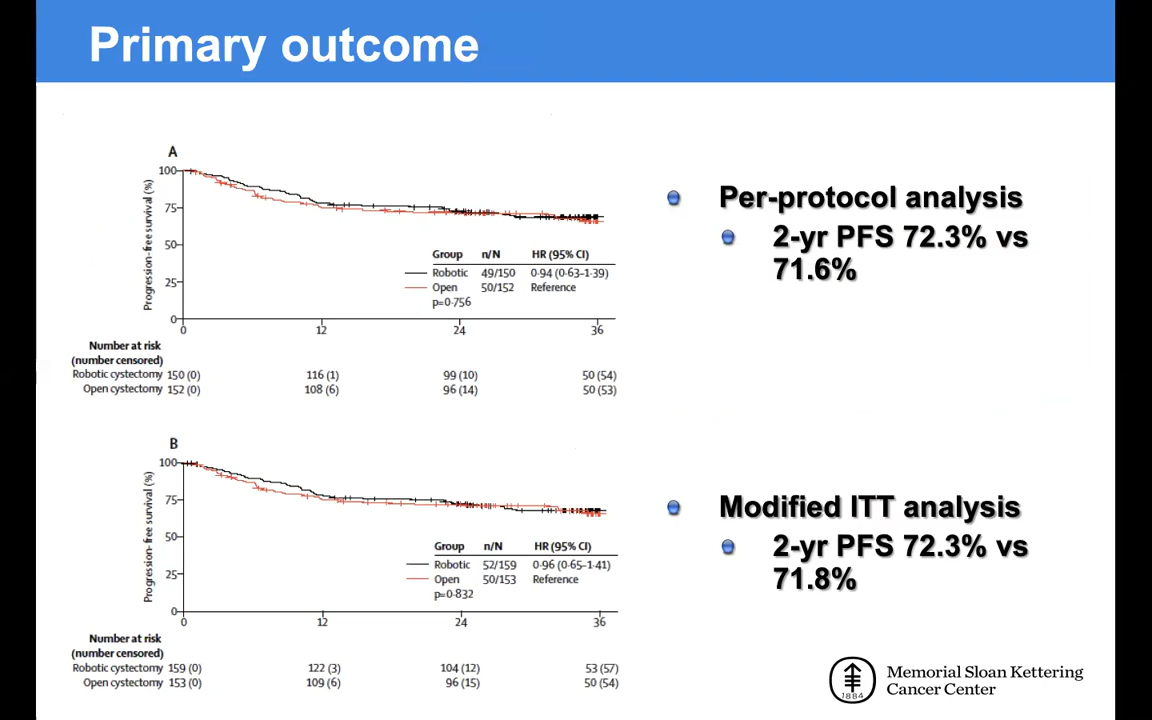 Primary outcome
A
Progression-free survival (%)
100
75
50
25
0
Group n/N HR (95% CI)
Robotic 49/150 0·94 (0·63–1·39)
Open 50/152 Reference
p=0·756
0 12 24 36
Number at risk
(number censored)
Robotic cystectomy 150 (0) 116 (1) 99 (10) 50 (54)
Open cystectomy 152 (0) 108 (6) 96 (14) 50 (53)
Per-protocol analysis
2-yr PFS 72.3% vs
71.6%
B
Progression-free survival (%)
100
75
50
25
0
Group n/N HR (95% CI)
Robotic 52/159 0·96 (0·65–1·41)
Open 50/153 Reference
p=0·832
0 12 24 36
Number at risk
(number censored)
Robotic cystectomy 159 (0) 122 (3) 104 (12) 53 (57)
Open cystectomy 153 (0) 109 (6) 96 (15) 50 (54)
Modified ITT analysis
2-yr PFS 72.3% vs
71.8%
1884
Memorial Sloan Kettering
Cancer Center